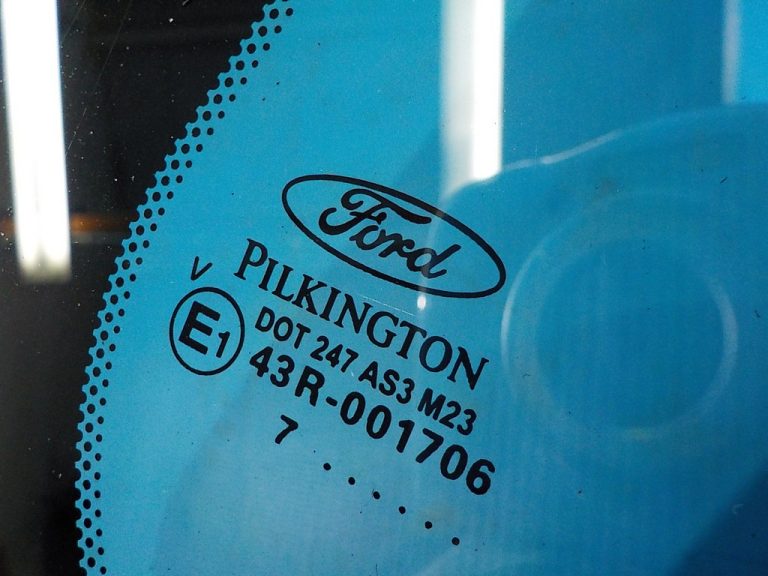 Ford
PILKINGTON
V
E1 DOT 247 AS3 M23
43R-001706
7 ......